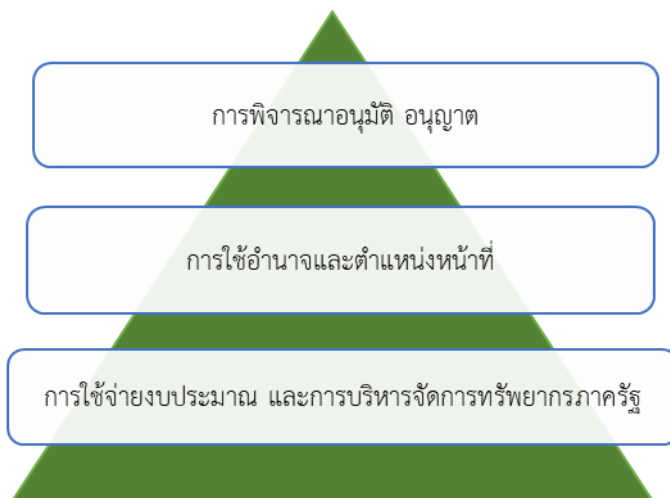 การพิจารณาอนุมัติ อนุญาต
การใช้อำนาจและตำแหน่งหน้าที่
การใช้จ่ายงบประมาณ และการบริหารจัดการทรัพยากรภาครัฐ